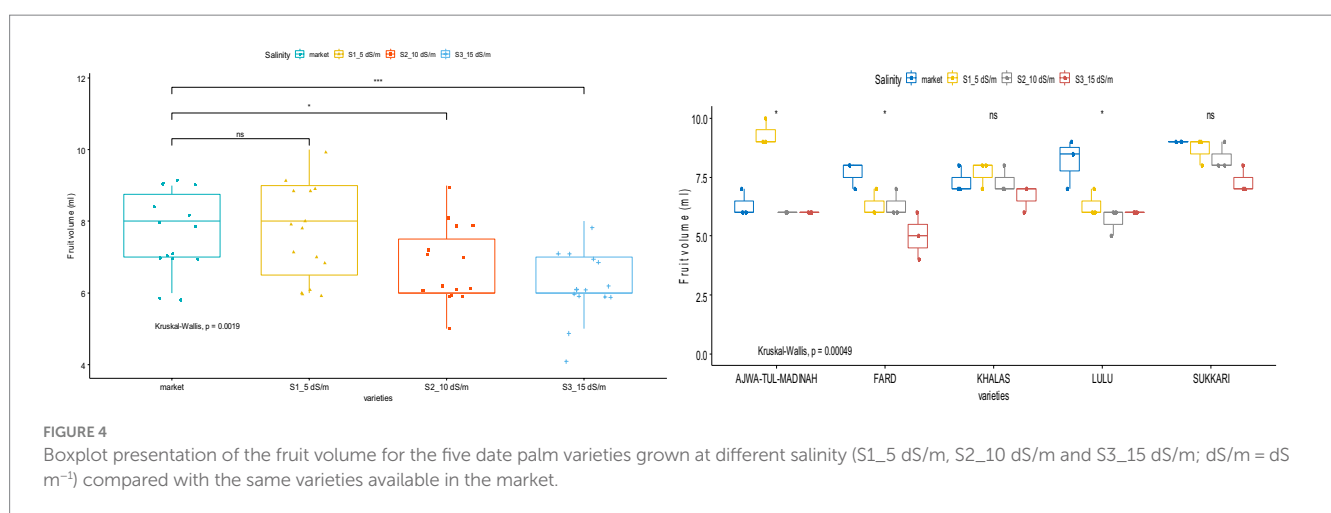 Salinity market S1_5 dS/m S2_10 dS/m S3_15 dS/m
12
10
8
6
4
Fruit volume (ml)
***
*
ns
Kruskal-Wallis, p = 0.0019
market S1_5 dS/m S2_10 dS/m S3_15 dS/m
varieties
Salinity market S1_5 dS/m S2_10 dS/m S3_15 dS/m
10.0
7.5
5.0
2.5
0.0
Fruit volume (ml)
* * ns * ns
Kruskal-Wallis, p = 0.00049
AJWA-TUL-MADINAH FARD KHALAS LULU SUKKARI
varieties
FIGURE 4
Boxplot presentation of the fruit volume for the five date palm varieties grown at different salinity (S1_5 dS/m, S2_10 dS/m and S3_15 dS/m; dS/m = dS
m⁻¹) compared with the same varieties available in the market.